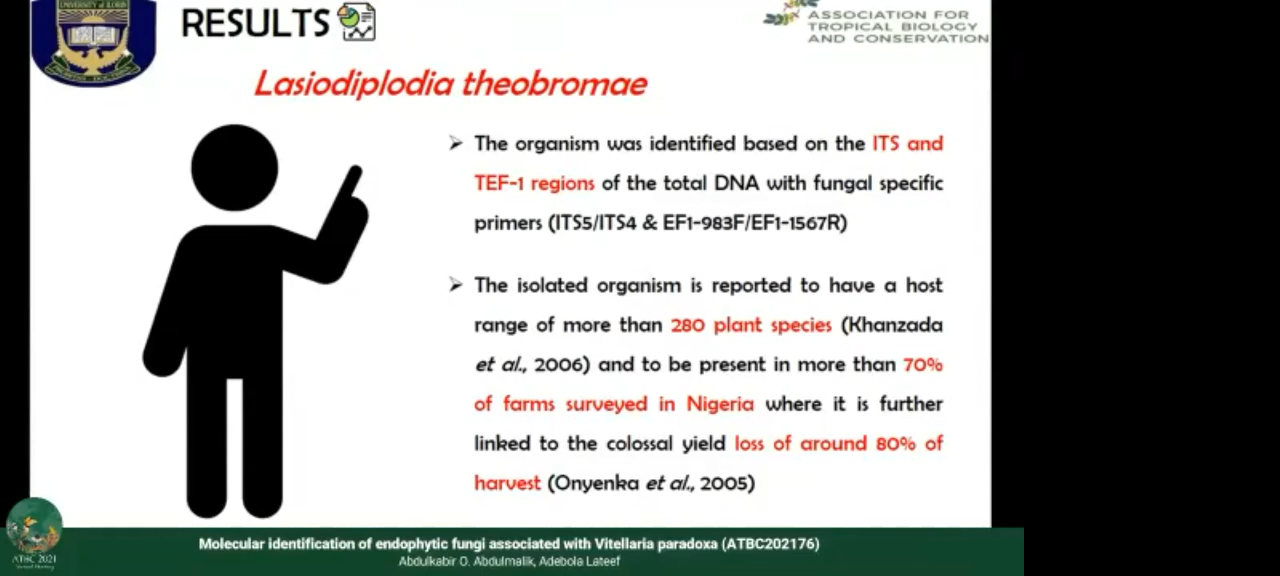 UNIVERSITY of ILORIN
RESULTS
ASSOCIATION FOR
TROPICAL BIOLOGY
AND CONSERVATION
Lasiodiplodia theobromae
➢ The organism was identified based on the ITS and
TEF-1 regions of the total DNA with fungal specific
primers (ITS5/ITS4 & EF1-983F/EF1-1567R)
➢ The isolated organism is reported to have a host
range of more than 280 plant species (Khanzada
et al., 2006) and to be present in more than 70%
of farms surveyed in Nigeria where it is further
linked to the colossal yield loss of around 80% of
harvest (Onyenka et al., 2005)
ATBC 2021
Molecular identification of endophytic fungi associated with Vitellaria paradoxa (ATBC202176)
Abdulkabir O. Abdulmalik, Adebola Lateef